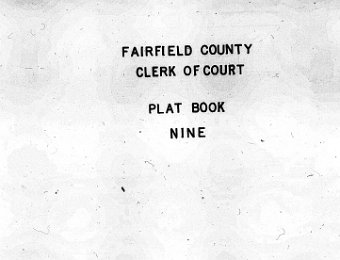 FAIRFIELD COUNTY
CLERK OF COURT
PLAT BOOK
NINE